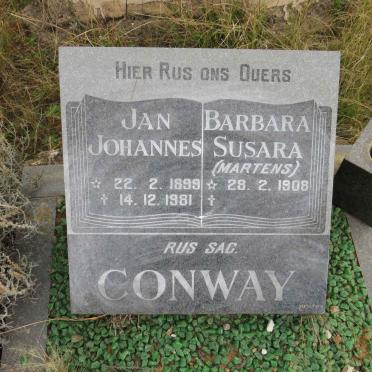 HIER RUS ONS OUERS
JAN
JOHANNES
☆ 22. 2. 1899
✝ 14. 12. 1981
BARBARA
SUSARA
(MARTENS)
☆ 28. 2. 1908
✝
RUS SAG.
CONWAY